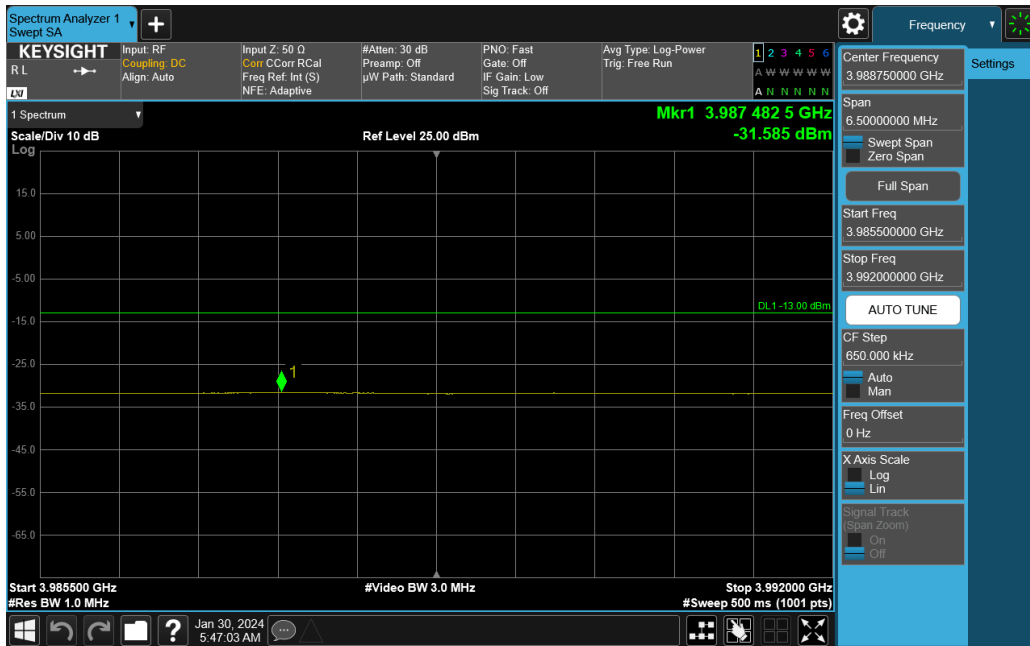 Spectrum Analyzer 1
Swept SA
Frequency
KEYSIGHT
R L
LXI
Input: RF
Coupling: DC
Align: Auto
Input Z: 50 Ω
Corr CCorr RCal
Freq Ref: Int (S)
NFE: Adaptive
#Atten: 30 dB
Preamp: Off
µW Path: Standard
PNO: Fast
Gate: Off
IF Gain: Low
Sig Track: Off
Avg Type: Log-Power
Trig: Free Run
1 2 3 4 5 6
A W W W W W
A N N N N N
1 Spectrum
Scale/Div 10 dB
Log
Ref Level 25.00 dBm
Mkr1 3.987 482 5 GHz
-31.585 dBm
15.0
5.00
-5.00
DL1 -13.00 dBm
-15.0
-25.0
1
-35.0
-45.0
-55.0
-65.0
Start 3.985500 GHz
#Res BW 1.0 MHz
#Video BW 3.0 MHz
Stop 3.992000 GHz
#Sweep 500 ms (1001 pts)
Jan 30, 2024
5:47:03 AM
Center Frequency
3.988750000 GHz
Span
6.50000000 MHz
Swept Span
Zero Span
Full Span
Start Freq
3.985500000 GHz
Stop Freq
3.992000000 GHz
AUTO TUNE
CF Step
650.000 kHz
Auto
Man
Freq Offset
0 Hz
X Axis Scale
Log
Lin
Signal Track
(Span Zoom)
On
Off
Settings